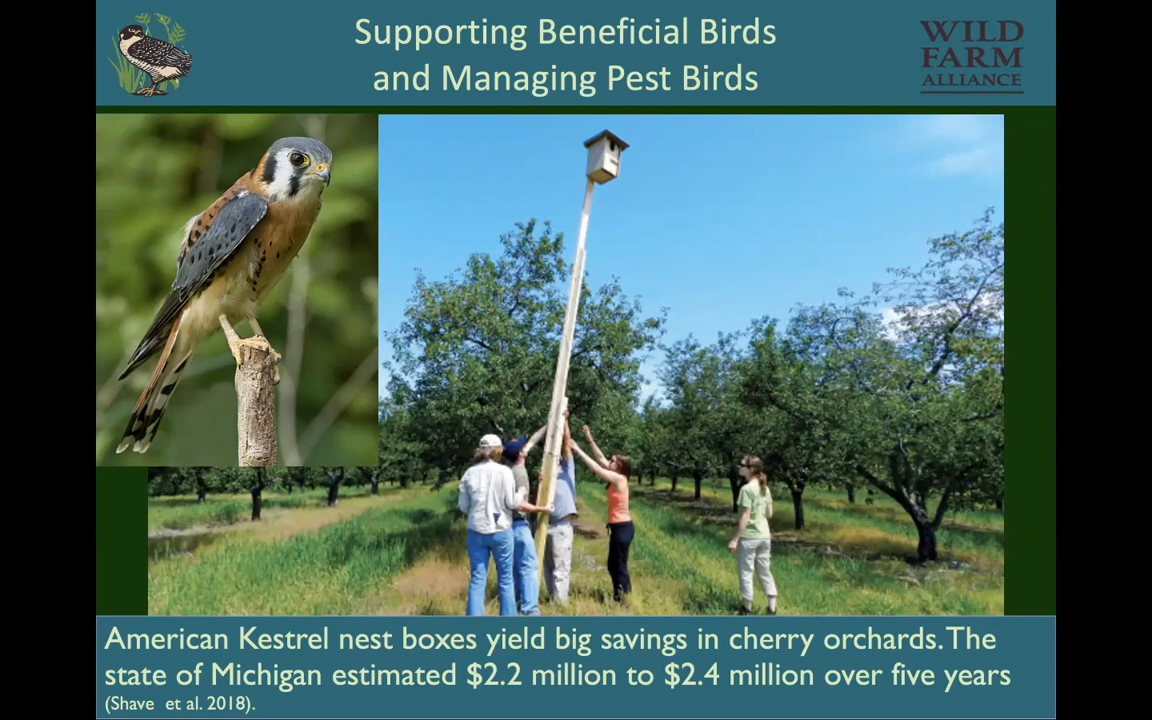 Supporting Beneficial Birds
and Managing Pest Birds
WILD
FARM
ALLIANCE
American Kestrel nest boxes yield big savings in cherry orchards. The
state of Michigan estimated $2.2 million to $2.4 million over five years
(Shave et al. 2018).